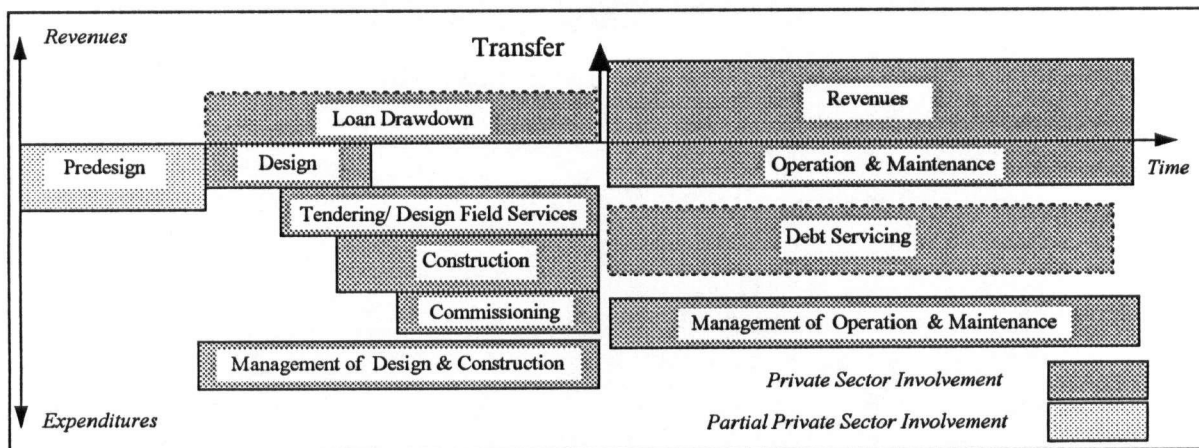 Revenues
Transfer
Revenues
Loan Drawdown
Predesign
Design
Operation & Maintenance
Time
Tendering/ Design Field Services
Debt Servicing
Construction
Commissioning
Management of Operation & Maintenance
Management of Design & Construction
Private Sector Involvement
Expenditures
Partial Private Sector Involvement